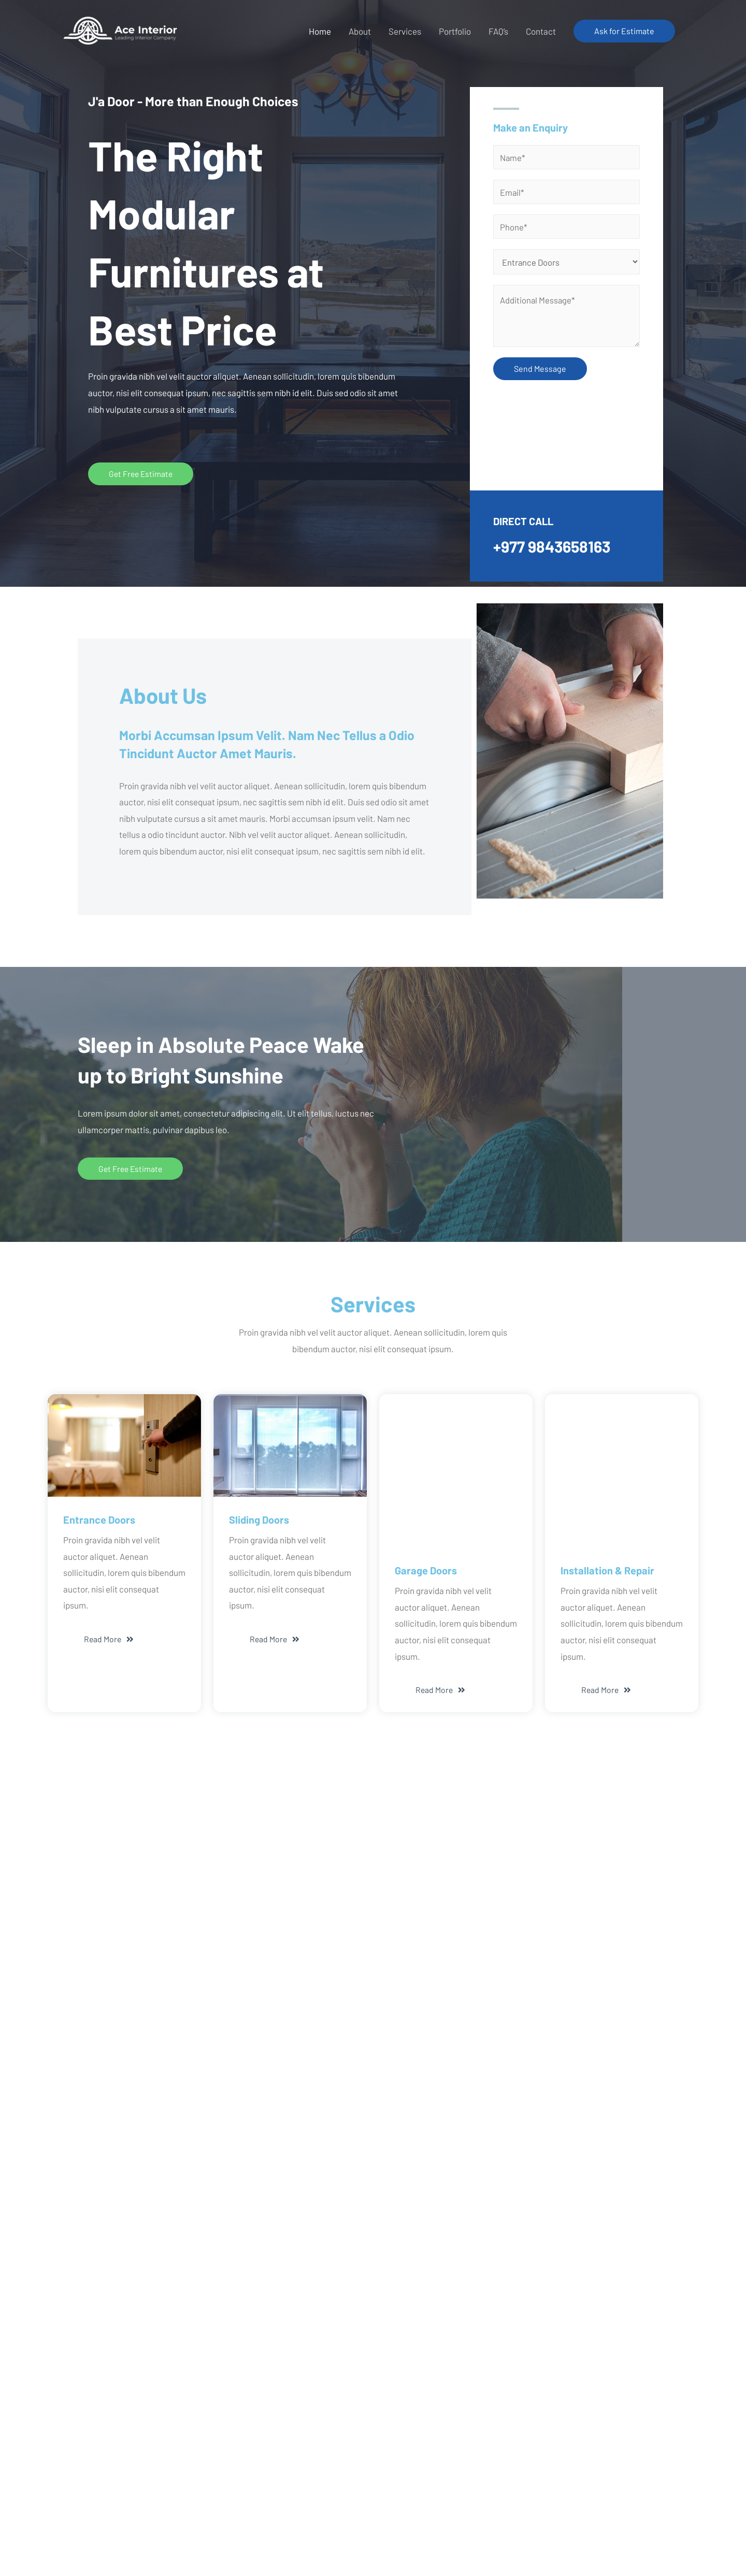 Ace Interior
Leading Interior Company
Home
About
Services
Portfolio
FAQ's
Contact
Ask for Estimate
J'a Door - More than Enough Choices
The Right
Modular
Furnitures at
Best Price
Proin gravida nibh vel velit auctor aliquet. Aenean sollicitudin, lorem quis bibendum
auctor, nisi elit consequat ipsum, nec sagittis sem nibh id elit. Duis sed odio sit amet
nibh vulputate cursus a sit amet mauris.
Get Free Estimate
Make an Enquiry
Name*
Email*
Phone*
Entrance Doors
Additional Message*
Send Message
DIRECT CALL
+977 9843658163
About Us
Morbi Accumsan Ipsum Velit. Nam Nec Tellus a Odio
Tincidunt Auctor Amet Mauris.
Proin gravida nibh vel velit auctor aliquet. Aenean sollicitudin, lorem quis bibendum
auctor, nisi elit consequat ipsum, nec sagittis sem nibh id elit. Duis sed odio sit amet
nibh vulputate cursus a sit amet mauris. Morbi accumsan ipsum velit. Nam nec
tellus a odio tincidunt auctor. Nibh vel velit auctor aliquet. Aenean sollicitudin,
lorem quis bibendum auctor, nisi elit consequat ipsum, nec sagittis sem nibh id elit.
Sleep in Absolute Peace Wake
up to Bright Sunshine
Lorem ipsum dolor sit amet, consectetur adipiscing elit. Ut elit tellus, luctus nec
ullamcorper mattis, pulvinar dapibus leo.
Get Free Estimate
Services
Proin gravida nibh vel velit auctor aliquet. Aenean sollicitudin, lorem quis
bibendum auctor, nisi elit consequat ipsum.
Entrance Doors
Proin gravida nibh vel velit
auctor aliquet. Aenean
sollicitudin, lorem quis bibendum
auctor, nisi elit consequat
ipsum.
Read More
Sliding Doors
Proin gravida nibh vel velit
auctor aliquet. Aenean
sollicitudin, lorem quis bibendum
auctor, nisi elit consequat
ipsum.
Read More
Garage Doors
Proin gravida nibh vel velit
auctor aliquet. Aenean
sollicitudin, lorem quis bibendum
auctor, nisi elit consequat
ipsum.
Read More
Installation & Repair
Proin gravida nibh vel velit
auctor aliquet. Aenean
sollicitudin, lorem quis bibendum
auctor, nisi elit consequat
ipsum.
Read More